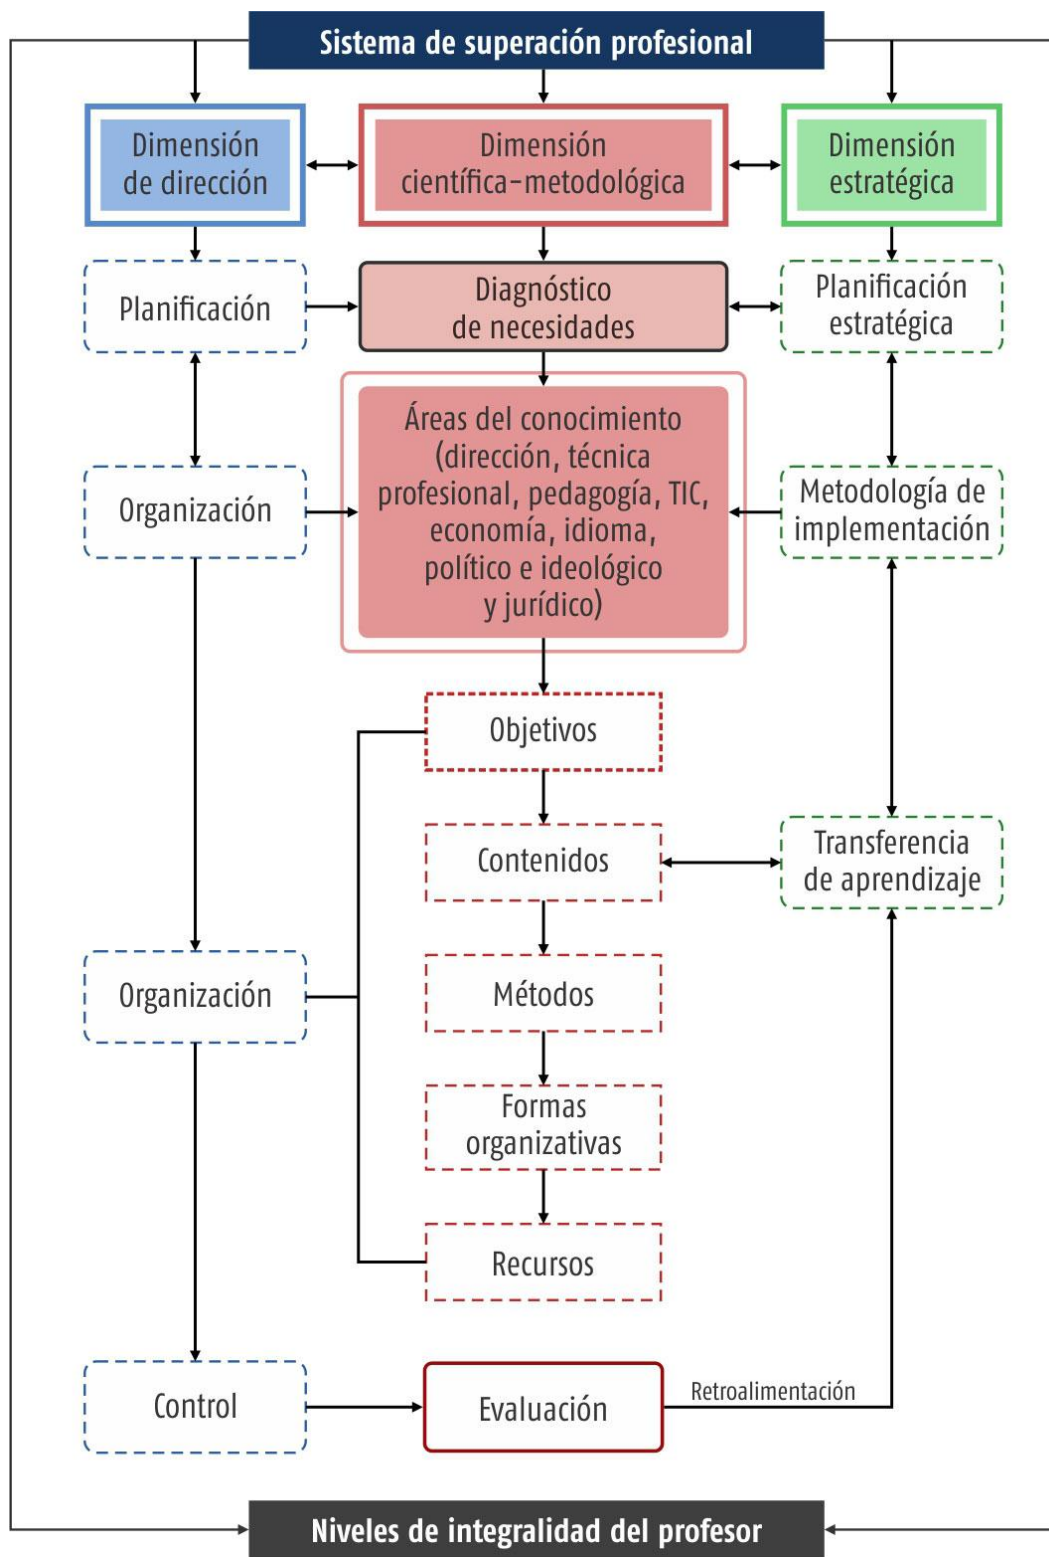 Sistema de superación profesional
Dimensión
de dirección
Dimensión
científica-metodológica
Dimensión
estratégica
Planificación
Diagnóstico
de necesidades
Planificación
estratégica
Organización
Áreas del conocimiento
(dirección, técnica
profesional, pedagogía, TIC,
economía, idioma,
político e ideológico
y jurídico)
Metodología de
implementación
Objetivos
Contenidos
Transferencia
de aprendizaje
Organización
Métodos
Formas
organizativas
Recursos
Control
Evaluación
Retroalimentación
Niveles de integralidad del profesor